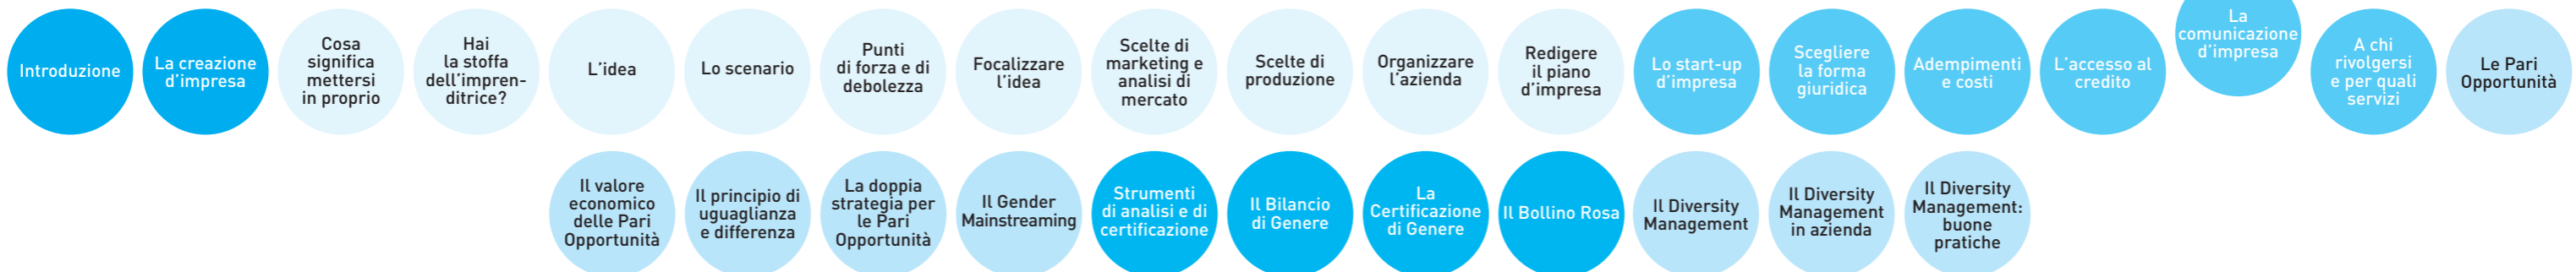 Introduzione
La creazione
d’impresa
Cosa
significa
mettersi
in proprio
Hai
la stoffa
dell’impren-
ditrice?
L’idea
Lo scenario
Punti
di forza e di
debolezza
Focalizzare
l’idea
Scelte di
marketing e
analisi di
mercato
Scelte di
produzione
Organizzare
l’azienda
Redigere
il piano
d’impresa
Lo start-up
d’impresa
Scegliere
la forma
giuridica
Adempimenti
e costi
L’accesso al
credito
La
comunicazione
d’impresa
A chi
rivolgersi
e per quali
servizi
Le Pari
Opportunità
Il valore
economico
delle Pari
Opportunità
Il principio di
uguaglianza
e differenza
La doppia
strategia per
le Pari
Opportunità
Il Gender
Mainstreaming
Strumenti
di analisi e di
certificazione
Il Bilancio
di Genere
La
Certificazione
di Genere
Il Bollino Rosa
Il Diversity
Management
Il Diversity
Management
in azienda
Il Diversity
Management:
buone
pratiche